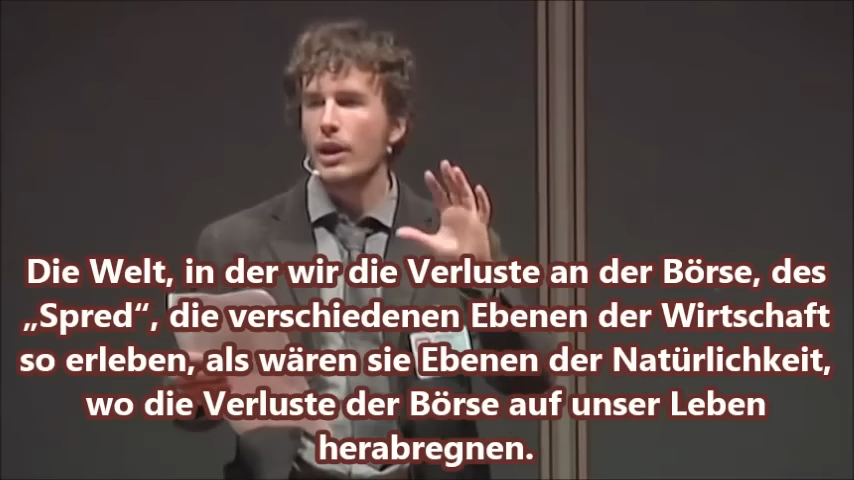 Die Welt, in der wir die Verluste an der Börse, des
„Spred“, die verschiedenen Ebenen der Wirtschaft
so erleben, als wären sie Ebenen der Natürlichkeit,
wo die Verluste der Börse auf unser Leben
herabregnen.